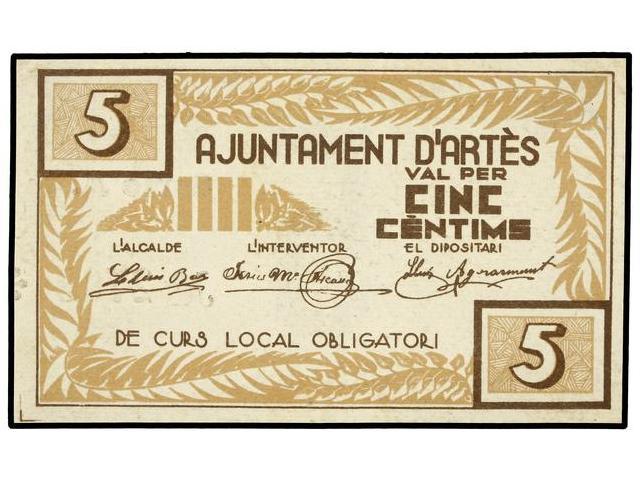 5
AJUNTAMENT D'ARTÈS
VAL PER
CINC
CÈNTIMS
L'ALCALDE L'INTERVENTOR EL DIPOSITARI
DE CURS LOCAL OBLIGATORI
5